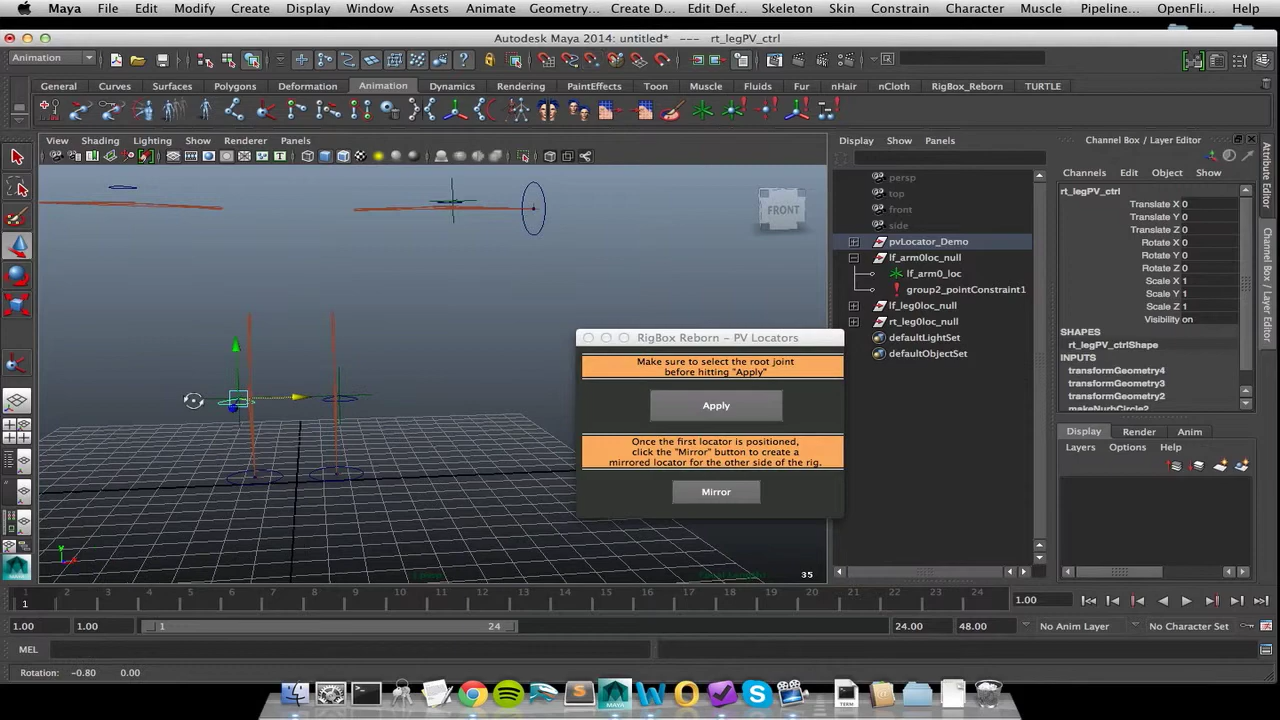 Maya File Edit Modify Create Display Window Assets Animate Geometry... Create D... Edit Def... Skeleton Skin Constrain Character Muscle Pipeline... OpenFli... Help
Autodesk Maya 2014: untitled* --- rt_legPV_ctrl
Animation
General Curves Surfaces Polygons Deformation Animation Dynamics Rendering PaintEffects Toon Muscle Fluids Fur nHair nCloth RigBox_Reborn TURTLE
View Shading Lighting Show Renderer Panels
FRONT
35
Display Show Panels
persp
top
front
side
pvLocator_Demo
lf_arm0loc_null
lf_arm0_loc
group2_pointConstraint1
lf_leg0loc_null
rt_leg0loc_null
defaultLightSet
defaultObjectSet
RigBox Reborn - PV Locators
Make sure to select the root joint
before hitting "Apply"
Apply
Once the first locator is positioned,
click the "Mirror" button to create a
mirrored locator for the other side of the rig.
Mirror
Channel Box / Layer Editor
Channels Edit Object Show
rt_legPV_ctrl
Translate X 0
Translate Y 0
Translate Z 0
Rotate X 0
Rotate Y 0
Rotate Z 0
Scale X 1
Scale Y 1
Scale Z 1
Visibility on
SHAPES
rt_legPV_ctrlShape
INPUTS
transformGeometry4
transformGeometry3
transformGeometry2
makeNurbCircle2
Display Render Anim
Layers Options Help
Attribute Editor
Channel Box / Layer Editor
1 2 3 4 5 6 7 8 9 10 11 12 13 14 15 16 17 18 19 20 21 22 23 24
1
1.00
1.00 1.00 1 24 24.00 48.00 No Anim Layer No Character Set
MEL
Rotation: -0.80 0.00